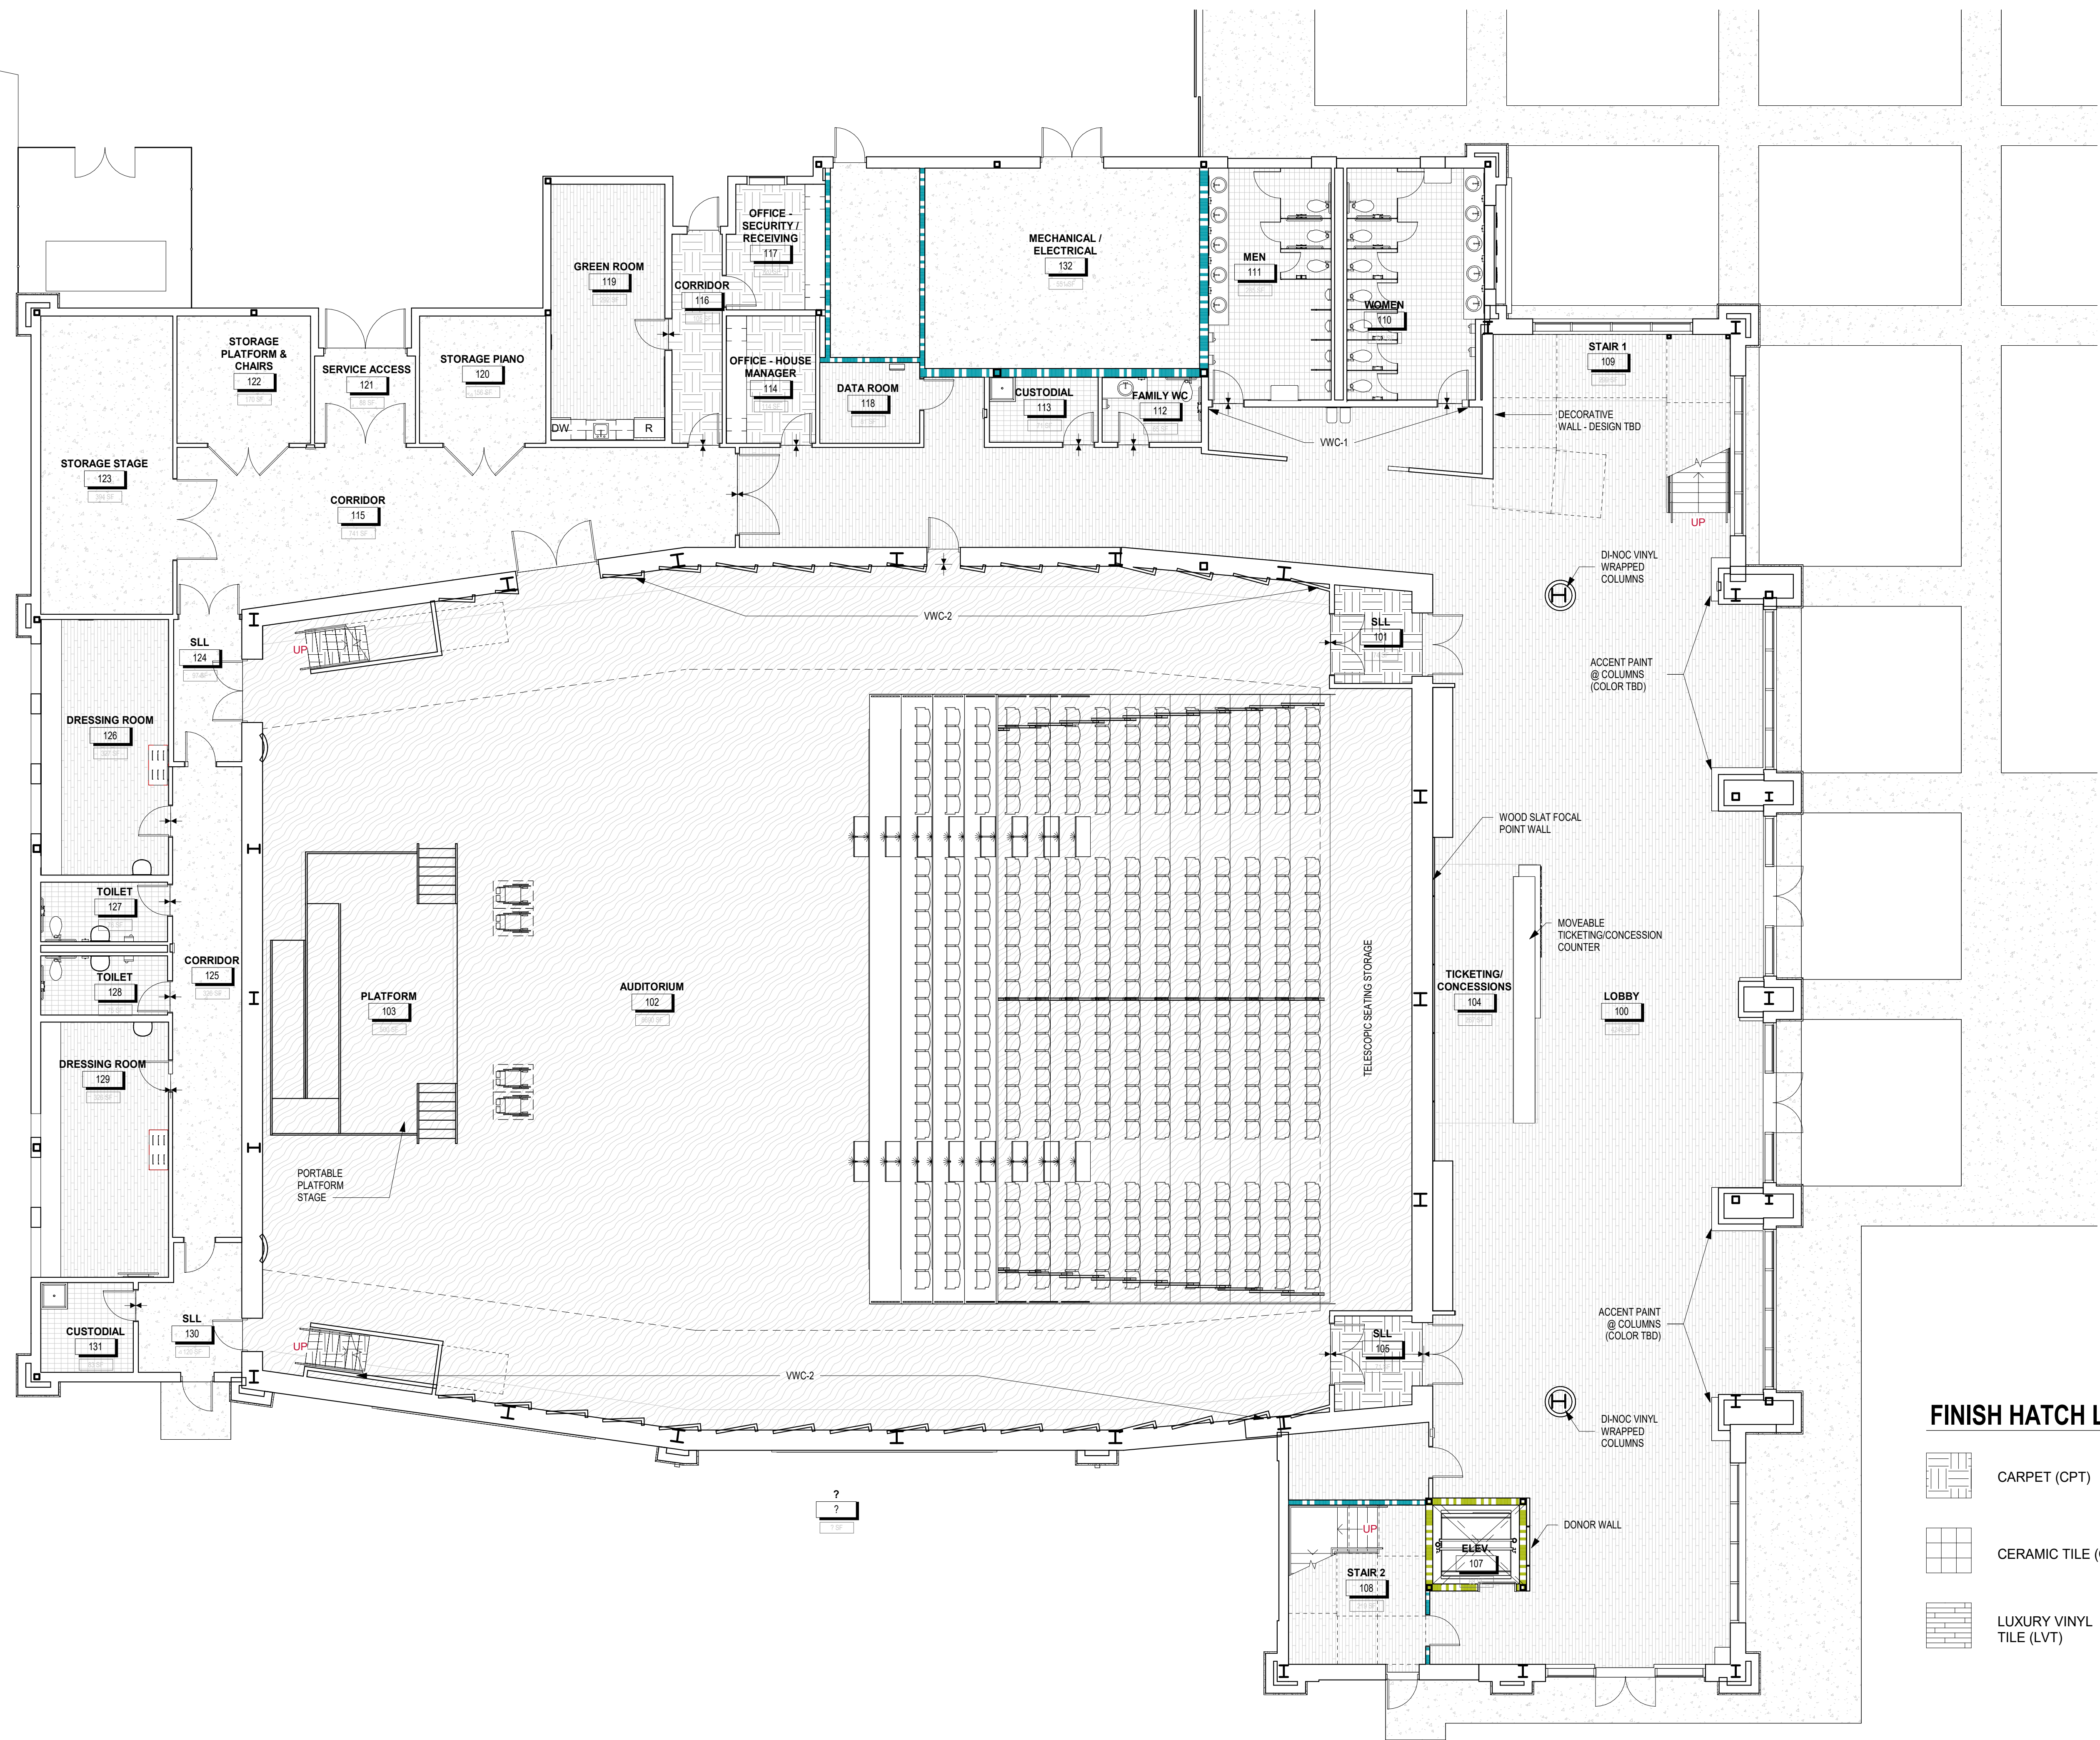 OFFICE -
SECURITY /
RECEIVING
117
MECHANICAL /
ELECTRICAL
132
MEN
111
GREEN ROOM
119
CORRIDOR
116
WOMEN
110
STORAGE
PLATFORM &
CHAIRS
122
SERVICE ACCESS
121
STORAGE PIANO
120
OFFICE - HOUSE
MANAGER
114
DATA ROOM
118
CUSTODIAL
113
FAMILY WC
112
STAIR 1
109
DECORATIVE
WALL - DESIGN TBD
DW
R
VWC-1
STORAGE STAGE
123
CORRIDOR
115
741 SF
UP
DI-NOC VINYL
WRAPPED
COLUMNS
VWC-2
SLL
101
SLL
124
UP
ACCENT PAINT
@ COLUMNS
(COLOR TBD)
DRESSING ROOM
126
WOOD SLAT FOCAL
POINT WALL
TOILET
127
MOVEABLE
TICKETING/CONCESSION
COUNTER
CORRIDOR
125
TOILET
128
PLATFORM
103
AUDITORIUM
102
TELESCOPIC SEATING STORAGE
TICKETING/
CONCESSIONS
104
LOBBY
100
DRESSING ROOM
129
PORTABLE
PLATFORM
STAGE
SLL
130
CUSTODIAL
131
UP
SLL
105
ACCENT PAINT
@ COLUMNS
(COLOR TBD)
VWC-2
DI-NOC VINYL
WRAPPED
COLUMNS
?
?
? SF
UP
DONOR WALL
ELEV.
107
STAIR 2
108
FINISH HATCH L
CARPET (CPT)
CERAMIC TILE (
LUXURY VINYL
TILE (LVT)